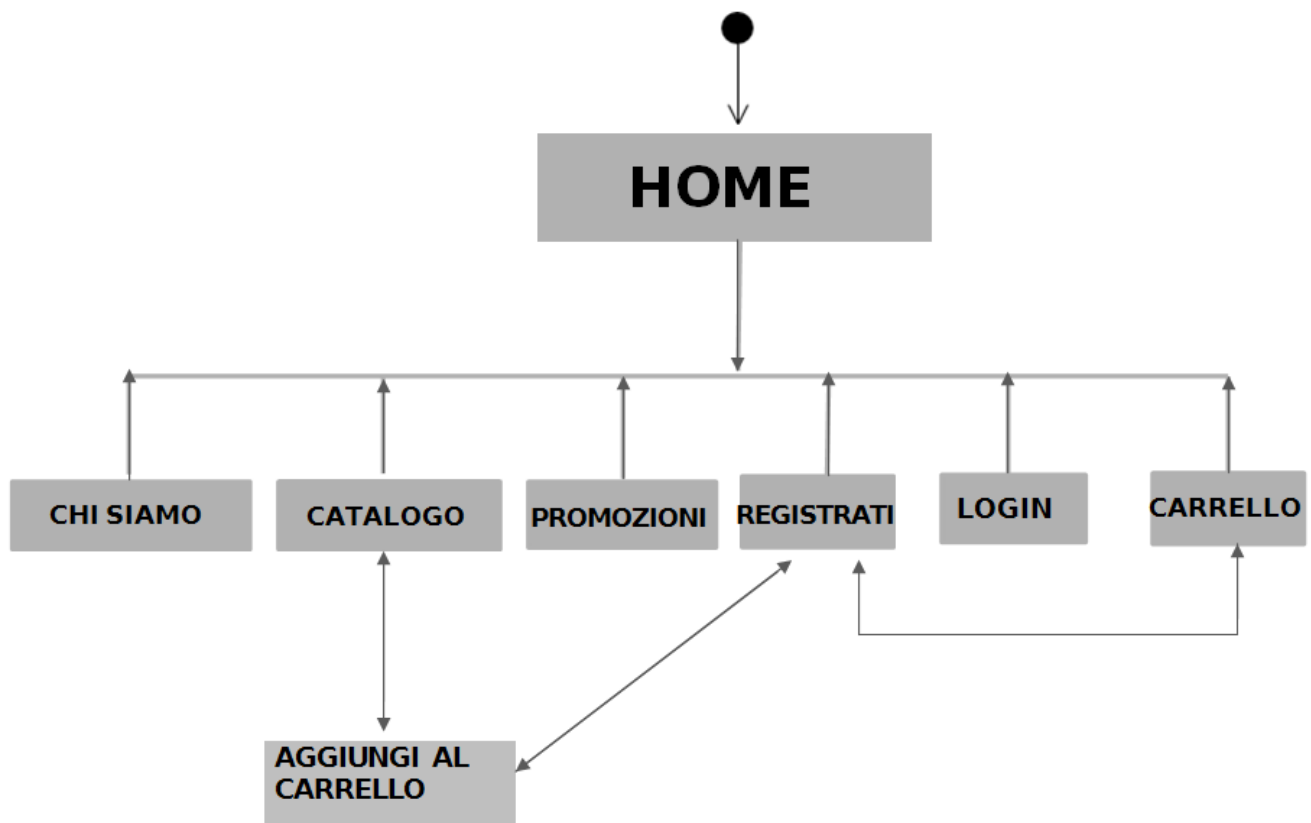 HOME
CHI SIAMO
CATALOGO
PROMOZIONI
REGISTRATI
LOGIN
CARRELLO
AGGIUNGI AL
CARRELLO